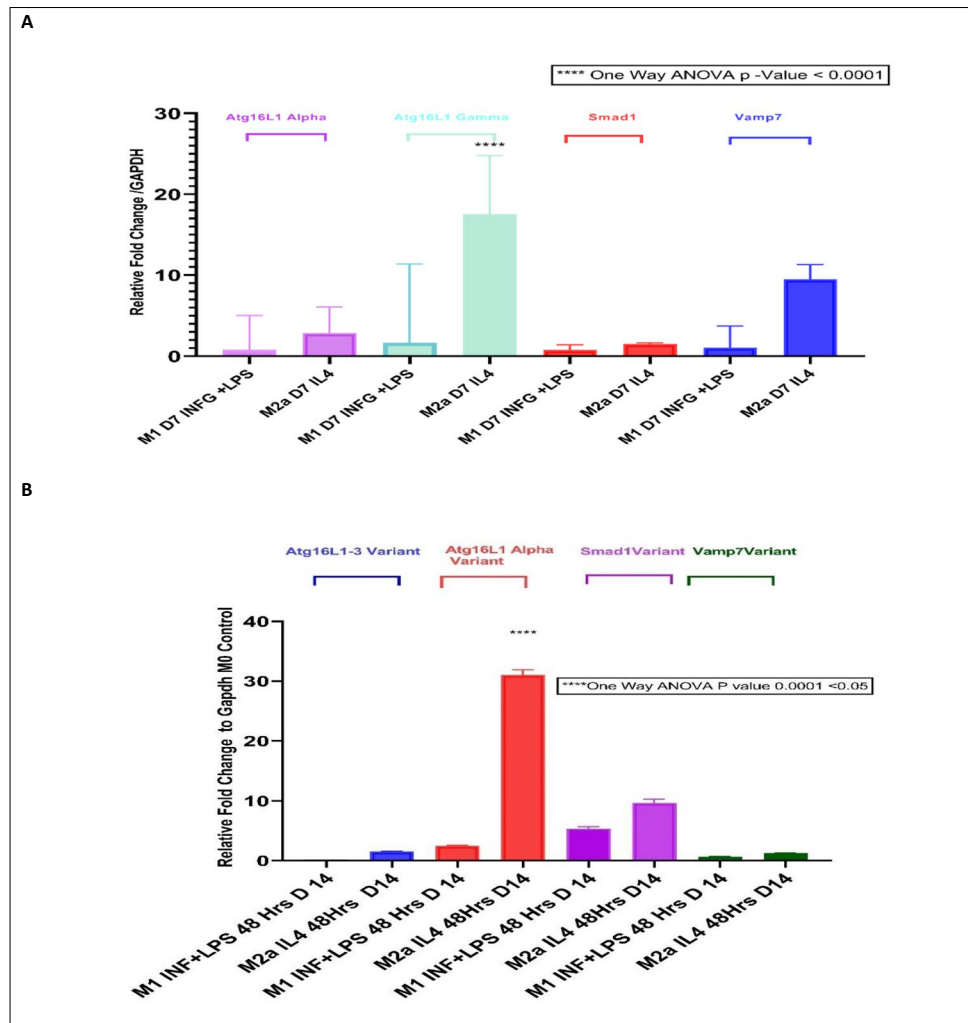 A
**** One Way ANOVA p -Value < 0.0001
Atg16L1 Alpha
Atg16L1 Gamma
Smad1
Vamp7
****
Relative Fold Change /GAPDH
30
20
10
0
M1 D7 INFG +LPS
M2a D7 IL4
M1 D7 INFG +LPS
M2a D7 IL4
M1 D7 INFG +LPS
M2a D7 IL4
M1 D7 INFG +LPS
M2a D7 IL4
B
Atg16L1-3 Variant
Atg16L1 Alpha
Variant
Smad1Variant
Vamp7Variant
****
****One Way ANOVA P value 0.0001 <0.05
Relative Fold Change to Gapdh M0 Control
40
30
20
10
0
M1 INF+LPS 48 Hrs D 14
M2a IL4 48Hrs D14
M1 INF+LPS 48 Hrs D 14
M2a IL4 48Hrs D14
M1 INF+LPS 48 Hrs D 14
M2a IL4 48Hrs D14
M1 INF+LPS 48 Hrs D 14
M2a IL4 48Hrs D14